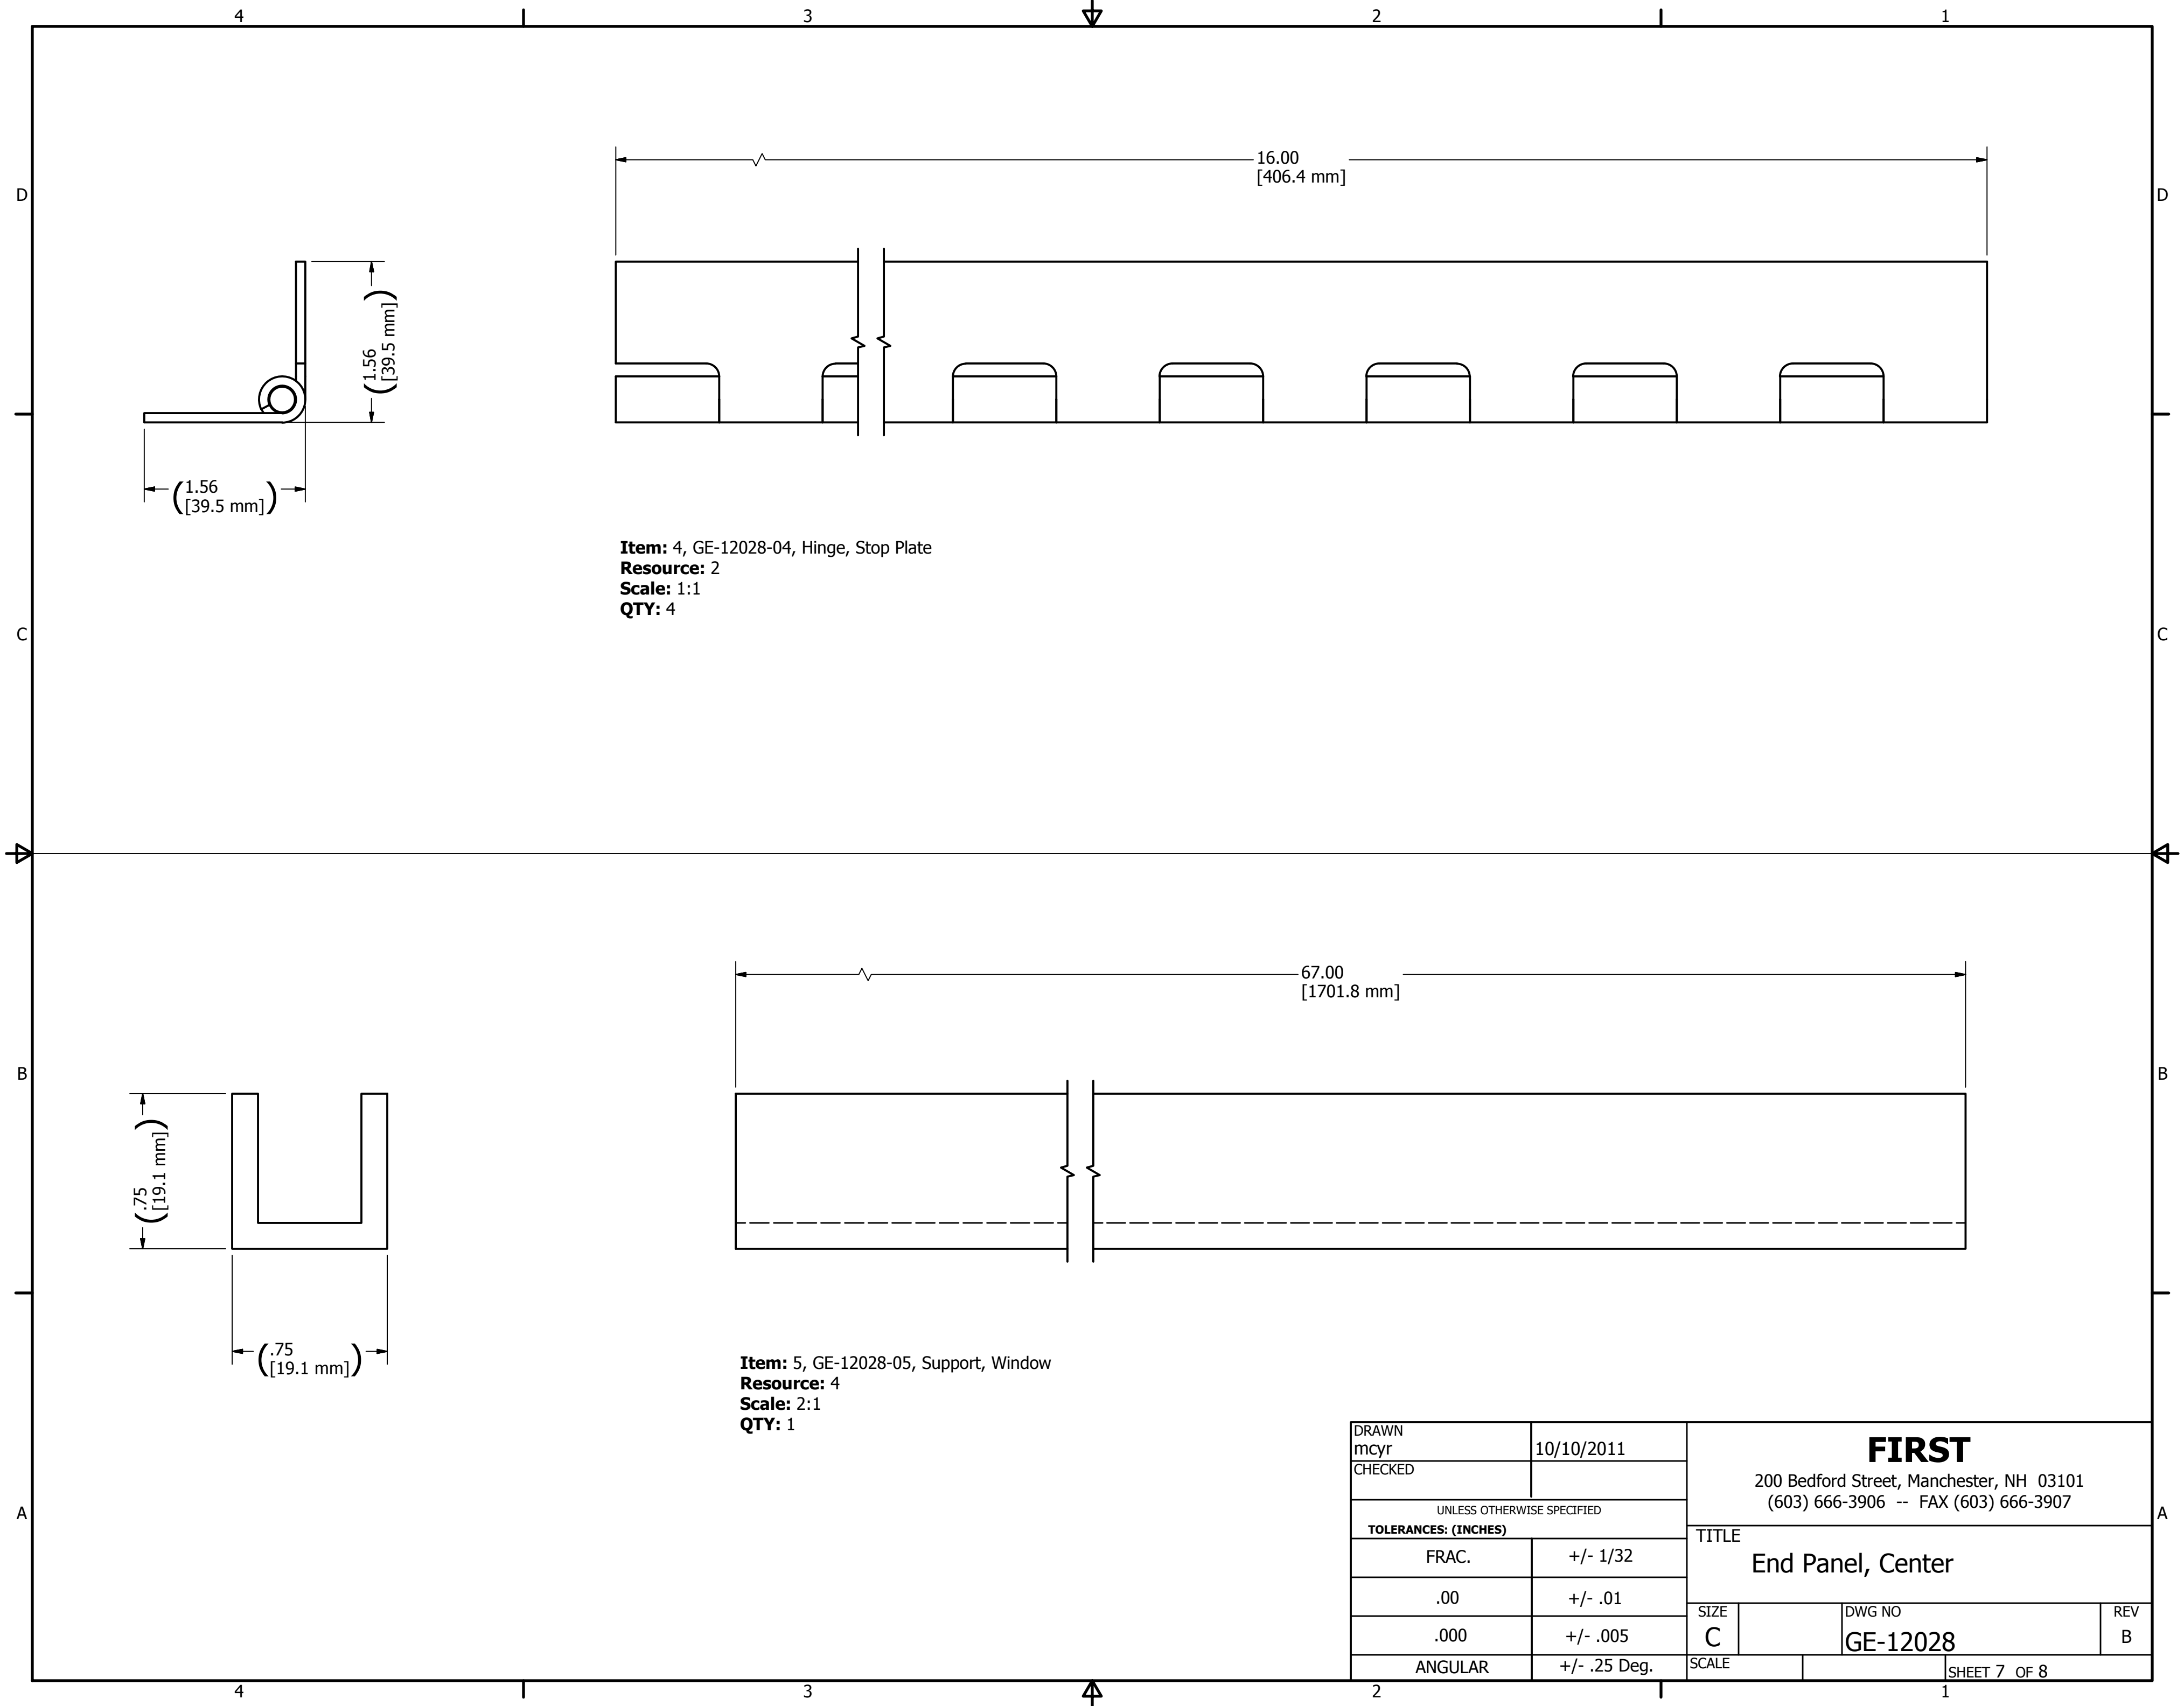 4 3 2 1
D D
16.00
[406.4 mm]
(1.56
[39.5 mm])
(1.56
[39.5 mm])
Item: 4, GE-12028-04, Hinge, Stop Plate
Resource: 2
Scale: 1:1
QTY: 4
C C
67.00
[1701.8 mm]
B B
(.75
[19.1 mm])
(.75
[19.1 mm])
Item: 5, GE-12028-05, Support, Window
Resource: 4
Scale: 2:1
QTY: 1
A A
DRAWN
mcyr 10/10/2011
CHECKED
UNLESS OTHERWISE SPECIFIED
TOLERANCES: (INCHES)
FRAC. +/- 1/32
.00 +/- .01
.000 +/- .005
ANGULAR +/- .25 Deg.
FIRST
200 Bedford Street, Manchester, NH 03101
(603) 666-3906 -- FAX (603) 666-3907
TITLE
End Panel, Center
SIZE
C
DWG NO
GE-12028
REV
B
SCALE
SHEET 7 OF 8
4 3 2 1